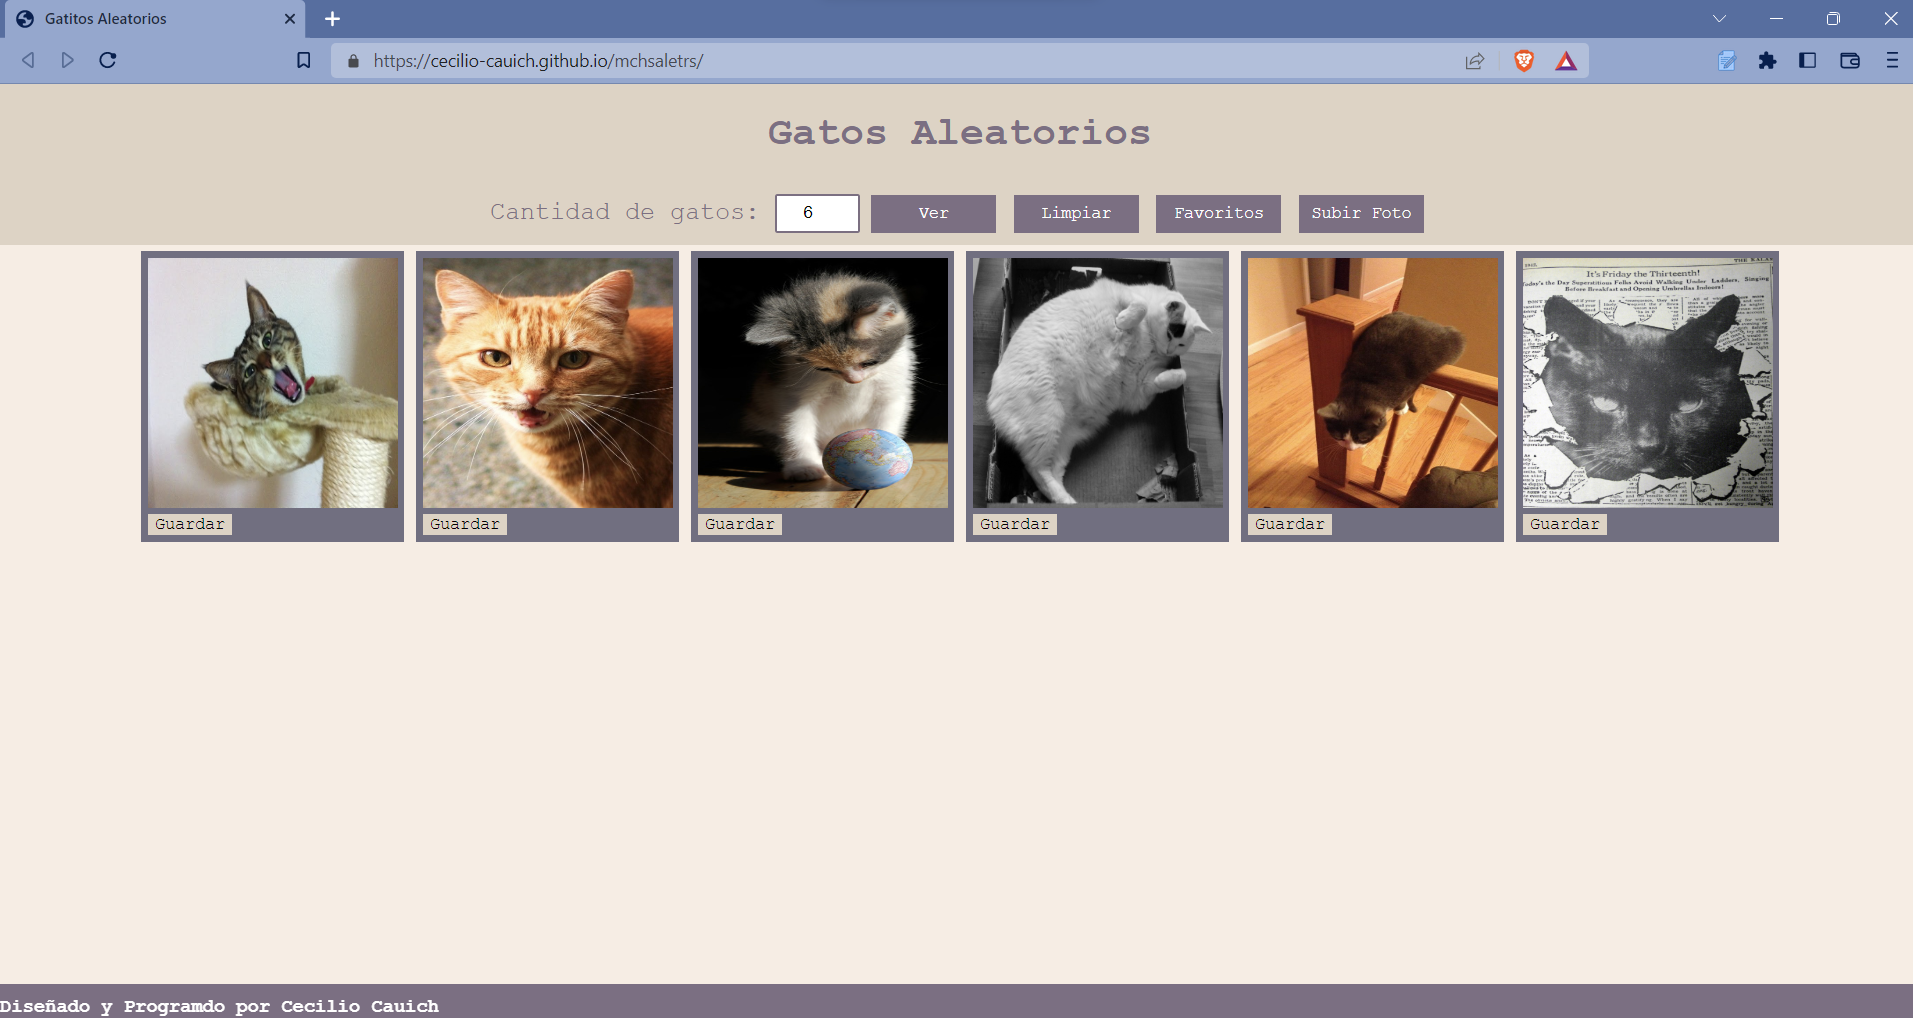 Gatitos Aleatorios
https://cecilio-cauich.github.io/mchsaletrs/
Gatos Aleatorios
Cantidad de gatos: 6 Ver Limpiar Favoritos Subir Foto
It's Friday the Thirteenth!
Today's the Day Superstitious Folks Avoid Walking Under Ladders, Singing
Before Breakfast and Opening Umbrellas Indoors!
Guardar Guardar Guardar Guardar Guardar Guardar
Diseñado y Programdo por Cecilio Cauich